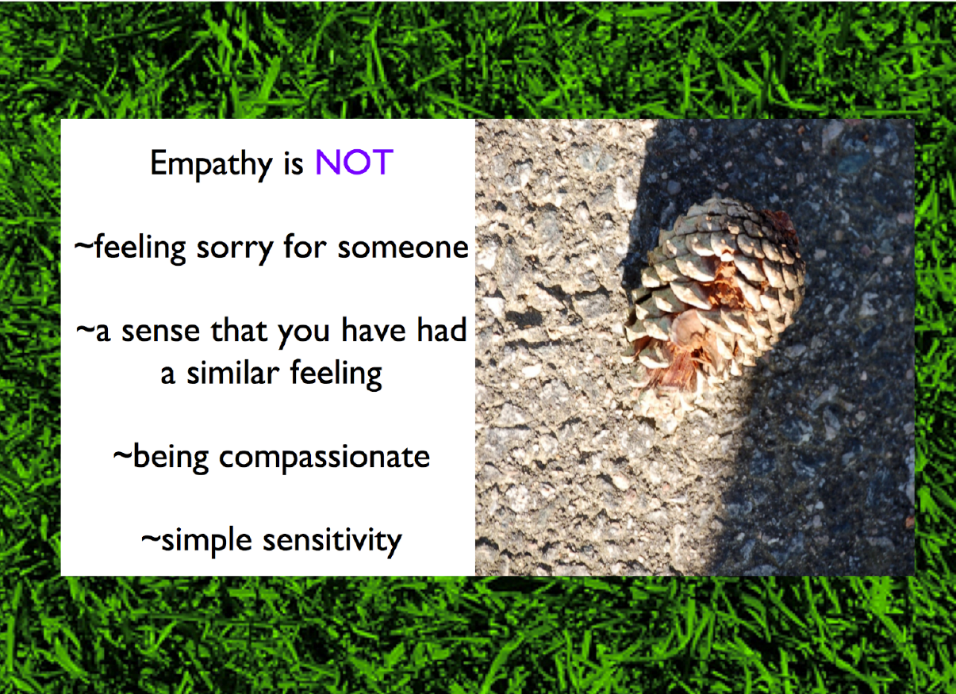 Empathy is NOT
~feeling sorry for someone
~a sense that you have had
a similar feeling
~being compassionate
~simple sensitivity